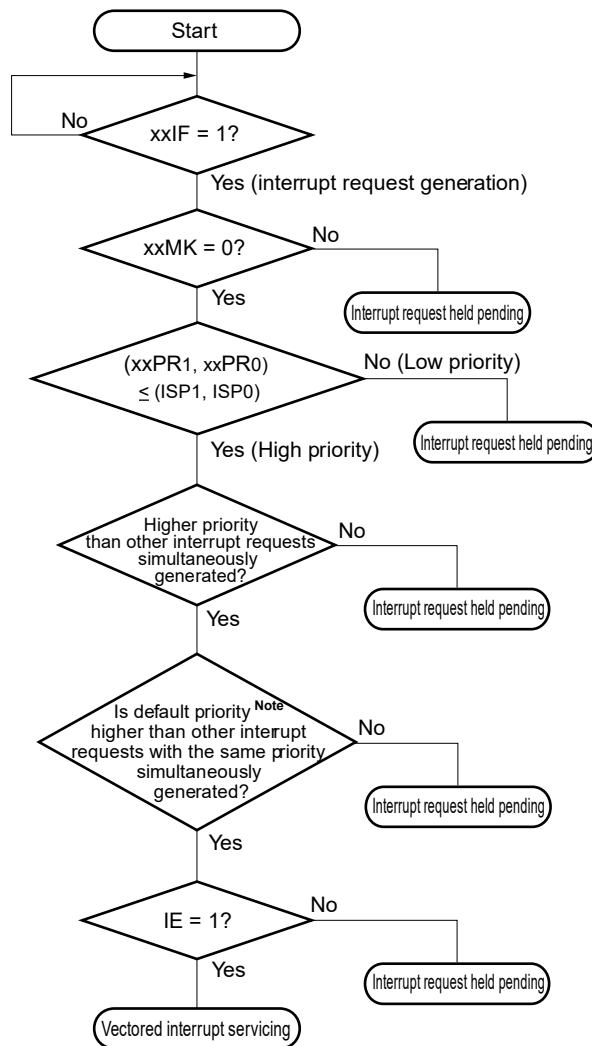 Start
No
xxIF = 1?
Yes (interrupt request generation)
No
xxMK = 0?
Yes
Interrupt request held pending
(xxPR1, xxPR0)
≤ (ISP1, ISP0)
No (Low priority)
Interrupt request held pending
Yes (High priority)
Higher priority
than other interrupt requests
simultaneously
generated?
No
Interrupt request held pending
Yes
Is default priority Note
higher than other interrupt
requests with the same priority
simultaneously
generated?
No
Interrupt request held pending
Yes
IE = 1?
No
Interrupt request held pending
Yes
Vectored interrupt servicing